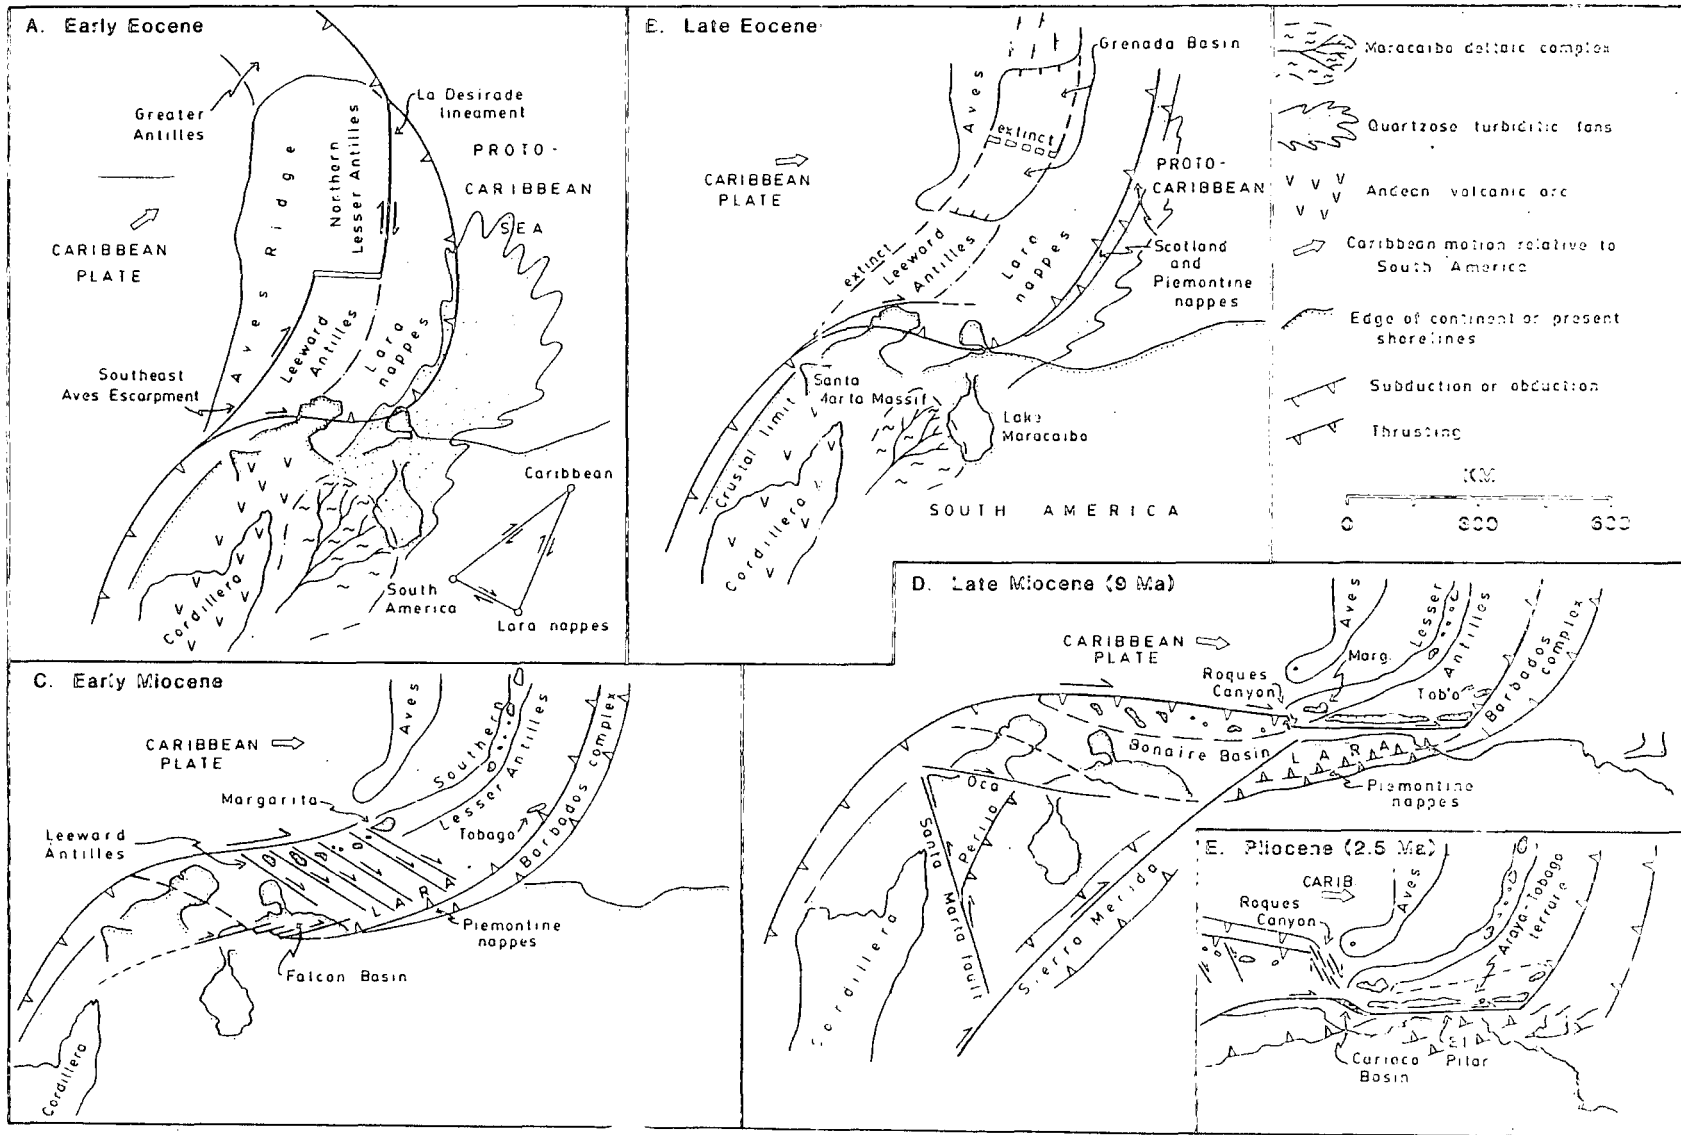 A. Early Eocene
Greater
Antilles
La Desirade
lineament
PROTO-
CARIBBEAN
SEA
Northern
Lesser Antilles
Aves Ridge
CARIBBEAN
PLATE
Leeward
Antilles
Lara
nappes
Southeast
Aves Escarpment
Cordillera
Caribbean
South
America
Lara nappes
Late Eocene
Grenada Basin
Aves
extinct
CARIBBEAN
PLATE
PROTO-
CARIBBEAN
extinct
Leeward
Antilles
Lara
nappes
Scotland
and
Piemontine
nappes
Santa
Marta Massif
Lake
Maracaibo
Crustal limit
Cordillera
SOUTH AMERICA
Maracaibo deltaic complex
Quartzose turbiditic fans
Andean volcanic arc
Caribbean motion relative to
South America
Edge of continent or present
shorelines
Subduction or obduction
Thrusting
KM
C. Early Miocene
CARIBBEAN
PLATE
Aves
Southern
Lesser Antilles
Margarita
Leeward
Antilles
Tobago
Barbados complex
LARA
Piemontine
nappes
Falcon Basin
Cordillera
D. Late Miocene (9 Ma)
CARIBBEAN
PLATE
Aves
Lesser
Antilles
Marg.
Roques
Canyon
Barbados
complex
Bonaire Basin
LARA
Piemontine
nappes
Oca
Santa
Marta fault
Perija
Sierra Merida
Cordillera
E. Pliocene (2.5 Ma)
CARIB
Roques
Canyon
Aves
Araya-Tobago
terrane
Cariaco
Basin
El
Pilar